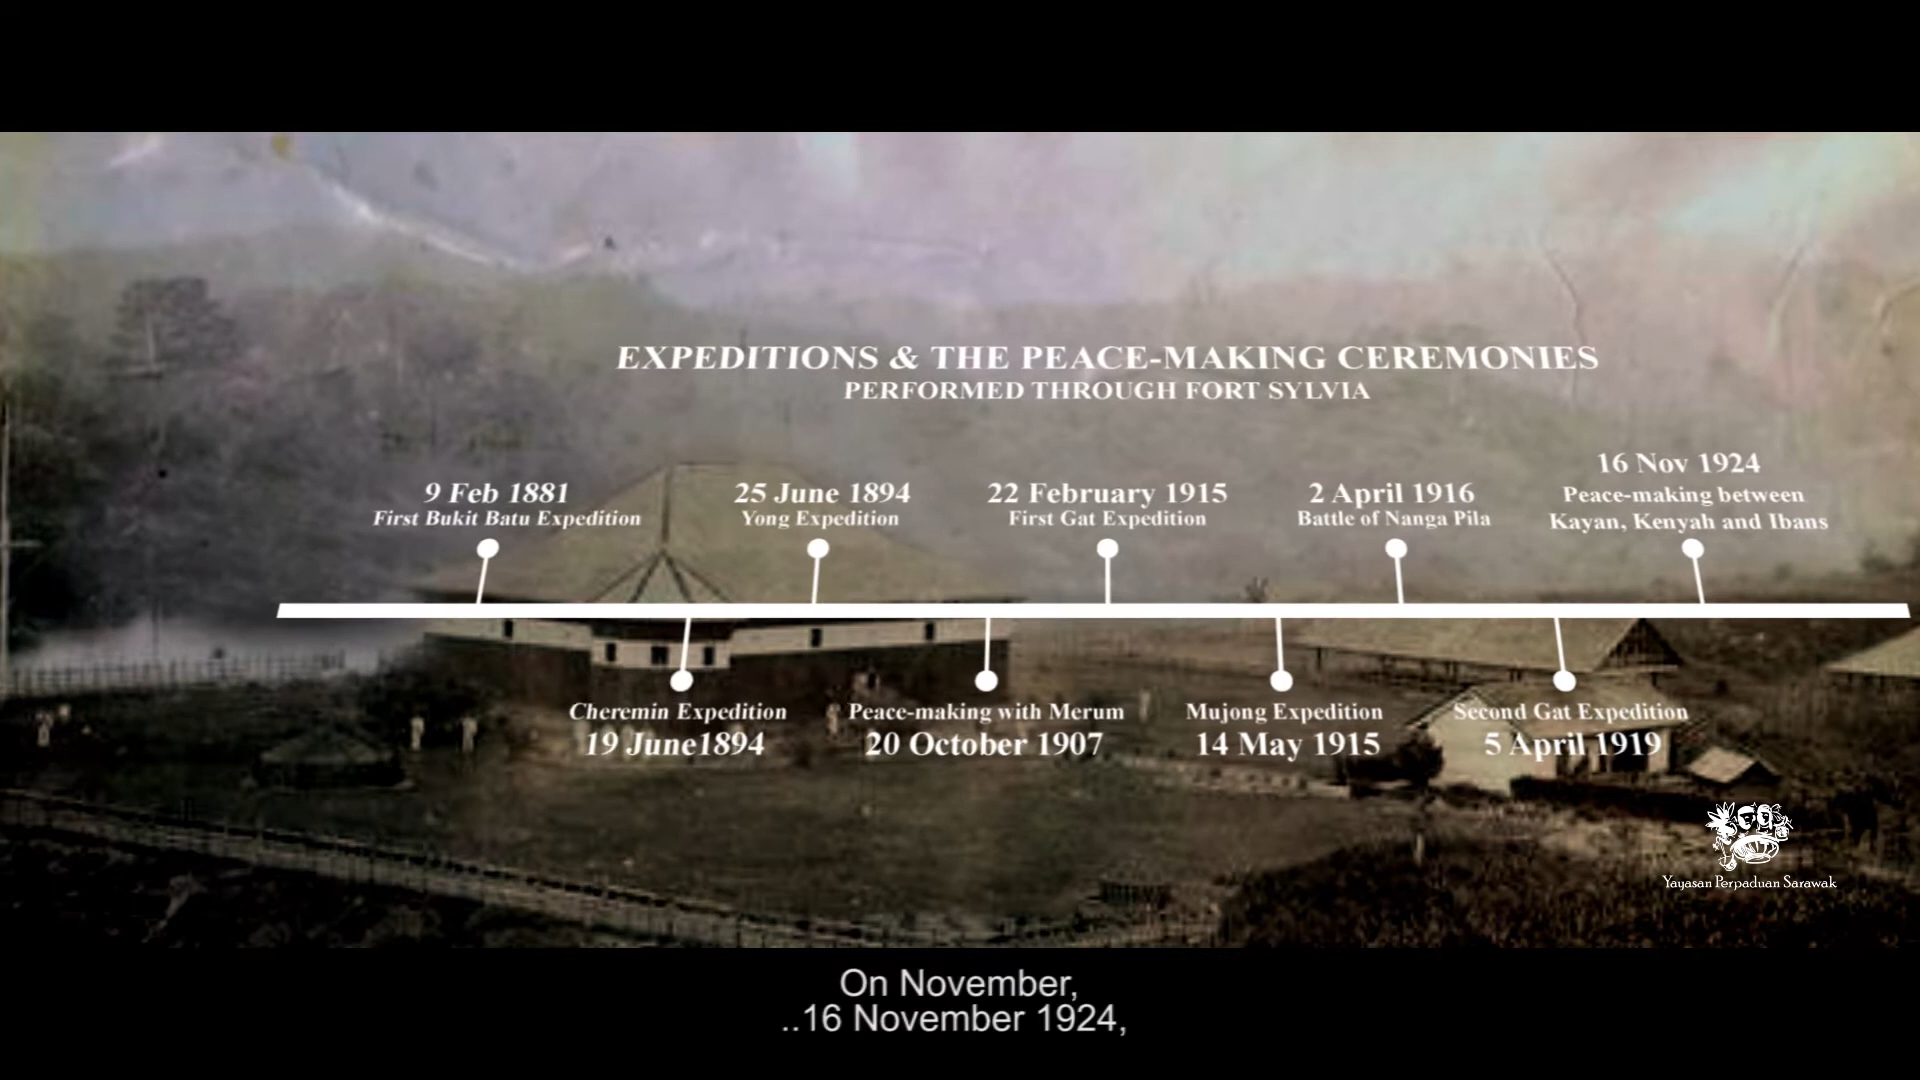 EXPEDITIONS & THE PEACE-MAKING CEREMONIES
PERFORMED THROUGH FORT SYLVIA
9 Feb 1881
First Bukit Batu Expedition
25 June 1894
Yong Expedition
22 February 1915
First Gat Expedition
2 April 1916
Battle of Nanga Pila
16 Nov 1924
Peace-making between
Kayan, Kenyah and Ibans
Cheremin Expedition
19 June1894
Peace-making with Merum
20 October 1907
Mujong Expedition
14 May 1915
Second Gat Expedition
5 April 1919
Yayasan Perpaduan Sarawak
On November,
..16 November 1924,